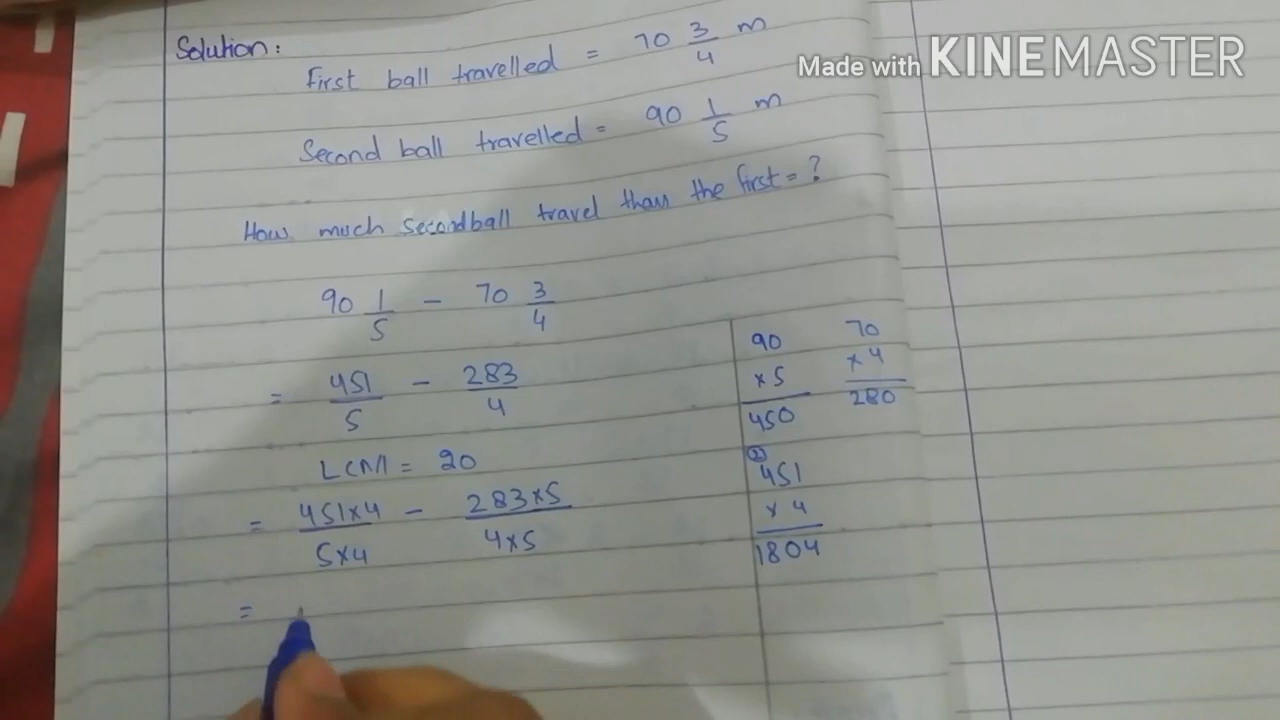 Solution:
First ball travelled = 70 3/4 m
Made with KINEMASTER
Second ball travelled = 90 1/5 m
How much second ball travel than the first = ?
90 1/5 - 70 3/4
= 451/5 - 283/4
LCM = 20
= 451×4/5×4 - 283×5/4×5
=
90 70
×5 ×4
450 280
2
451
×4
1804